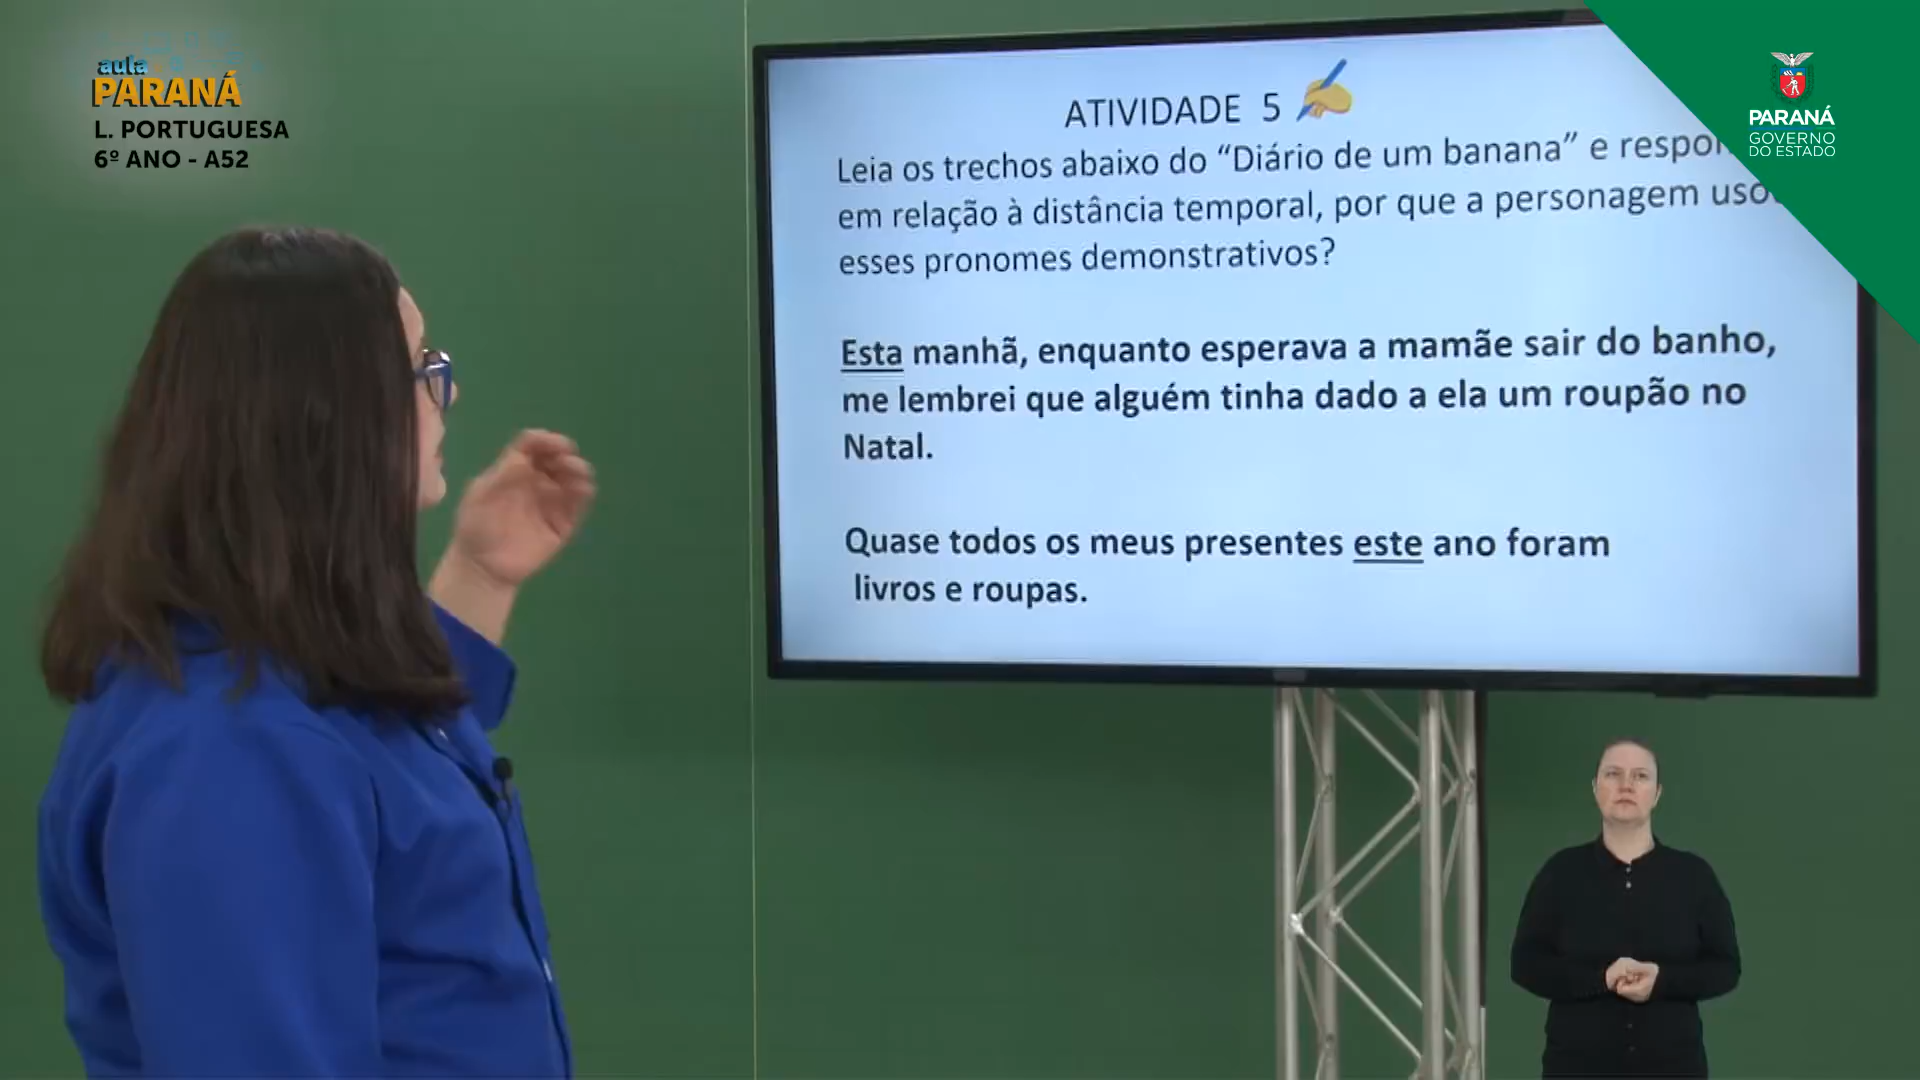 aula
PARANÁ
L. PORTUGUESA
6º ANO - A52
ATIVIDADE 5
Leia os trechos abaixo do “Diário de um banana” e
em relação à distância temporal, por que a personagem
esses pronomes demonstrativos?
Esta manhã, enquanto esperava a mamãe sair do banho,
me lembrei que alguém tinha dado a ela um roupão no
Natal.
Quase todos os meus presentes este ano foram
livros e roupas.
PARANÁ
GOVERNO
DO ESTADO